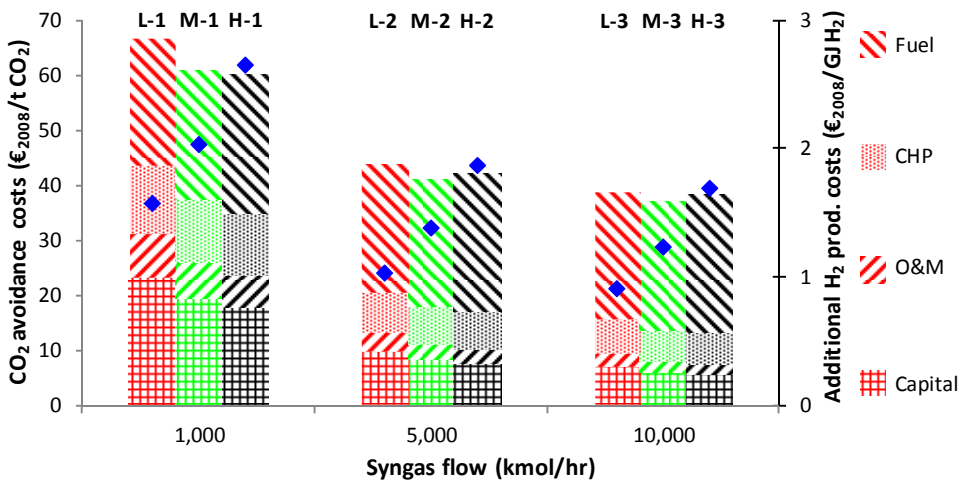 L-1 M-1 H-1
L-2 M-2 H-2
L-3 M-3 H-3
CO₂ avoidance costs (€₂₀₀₈/t CO₂)
70
60
50
40
30
20
10
0
1,000
5,000
10,000
Syngas flow (kmol/hr)
3
2
1
0
Additional H₂ prod. costs (€₂₀₀₈/GJ H₂)
Fuel
CHP
O&M
Capital